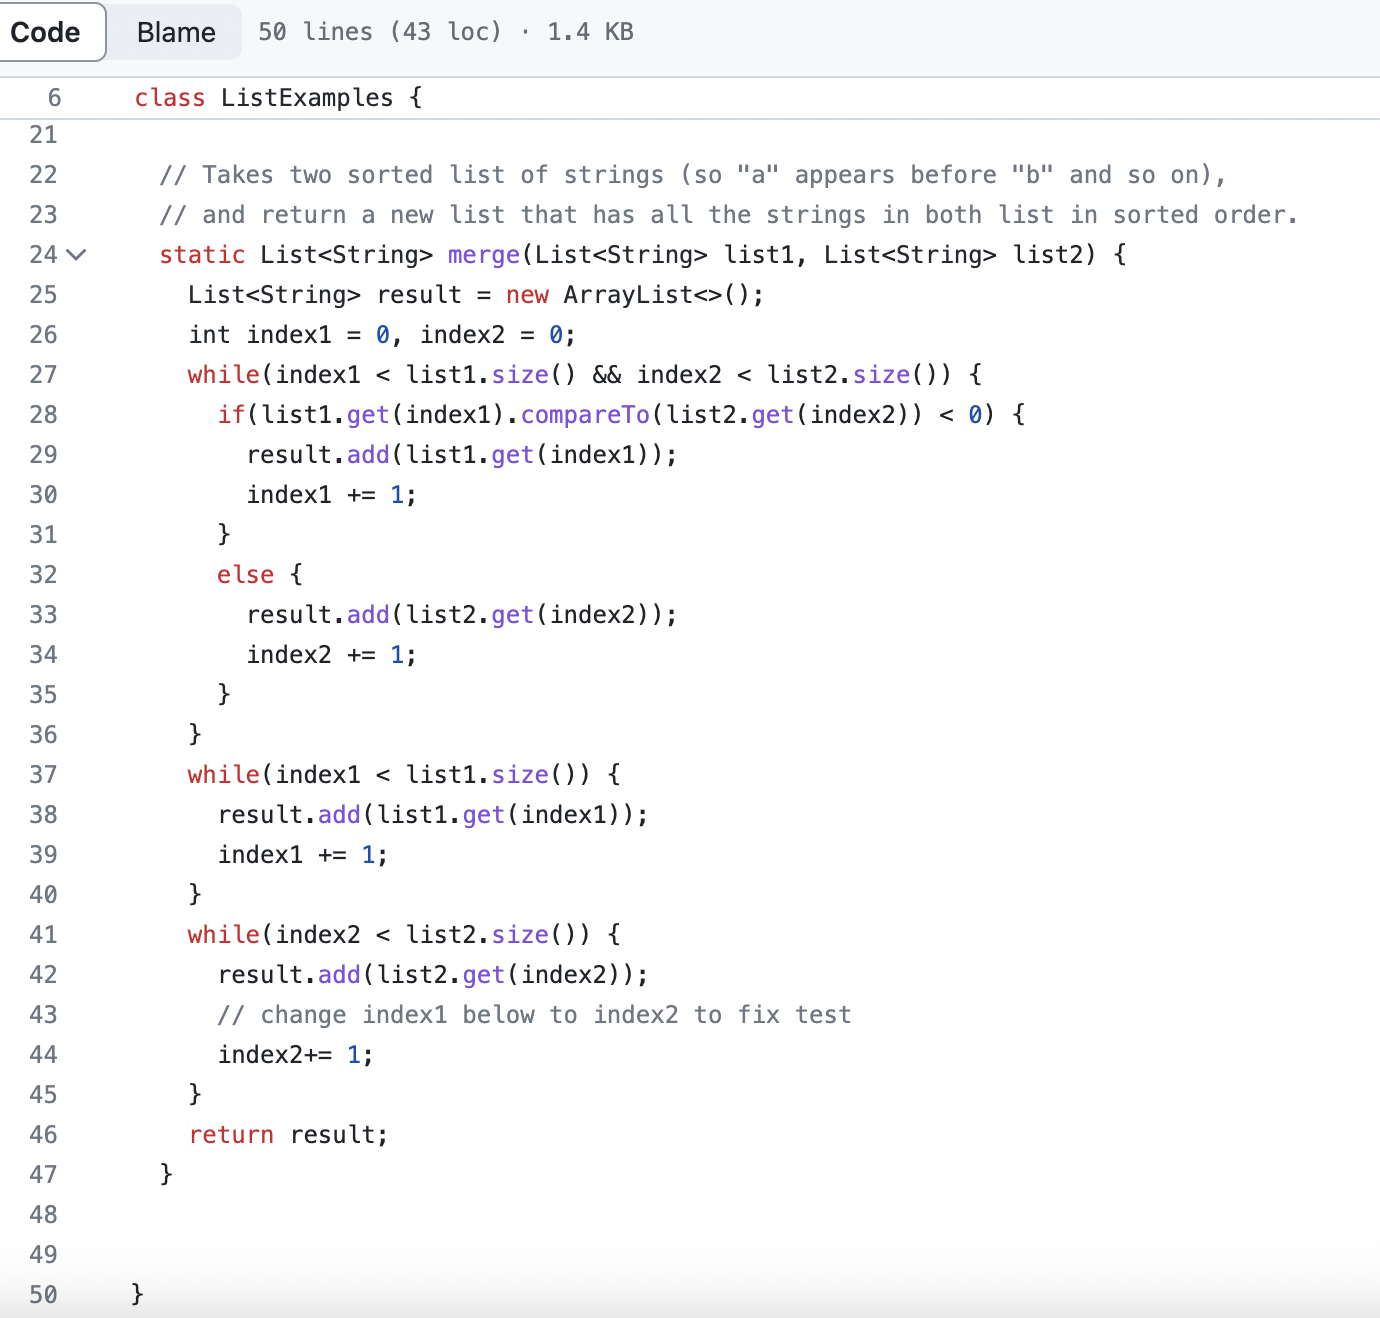 Code Blame 50 lines (43 loc) · 1.4 KB
6 class ListExamples {
21
22 // Takes two sorted list of strings (so "a" appears before "b" and so on),
23 // and return a new list that has all the strings in both list in sorted order.
24 static List<String> merge(List<String> list1, List<String> list2) {
25 List<String> result = new ArrayList<>();
26 int index1 = 0, index2 = 0;
27 while(index1 < list1.size() && index2 < list2.size()) {
28 if(list1.get(index1).compareTo(list2.get(index2)) < 0) {
29 result.add(list1.get(index1));
30 index1 += 1;
31 }
32 else {
33 result.add(list2.get(index2));
34 index2 += 1;
35 }
36 }
37 while(index1 < list1.size()) {
38 result.add(list1.get(index1));
39 index1 += 1;
40 }
41 while(index2 < list2.size()) {
42 result.add(list2.get(index2));
43 // change index1 below to index2 to fix test
44 index2+= 1;
45 }
46 return result;
47 }
48
49
50 }